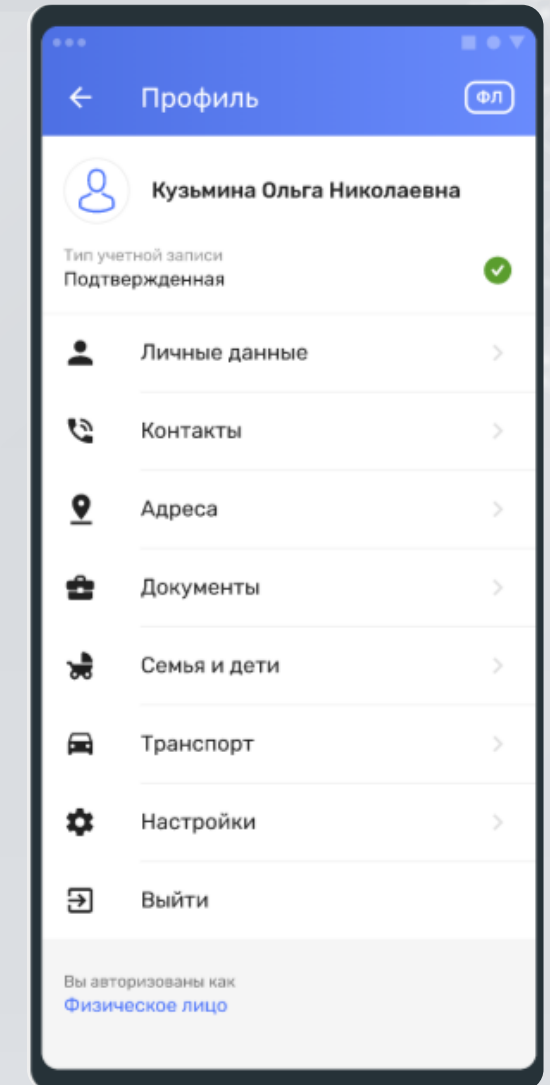 Профиль
ФЛ
Кузьмина Ольга Николаевна
Тип учетной записи
Подтвержденная
Личные данные
Контакты
Адреса
Документы
Семья и дети
Транспорт
Настройки
Выйти
Вы авторизованы как
Физическое лицо